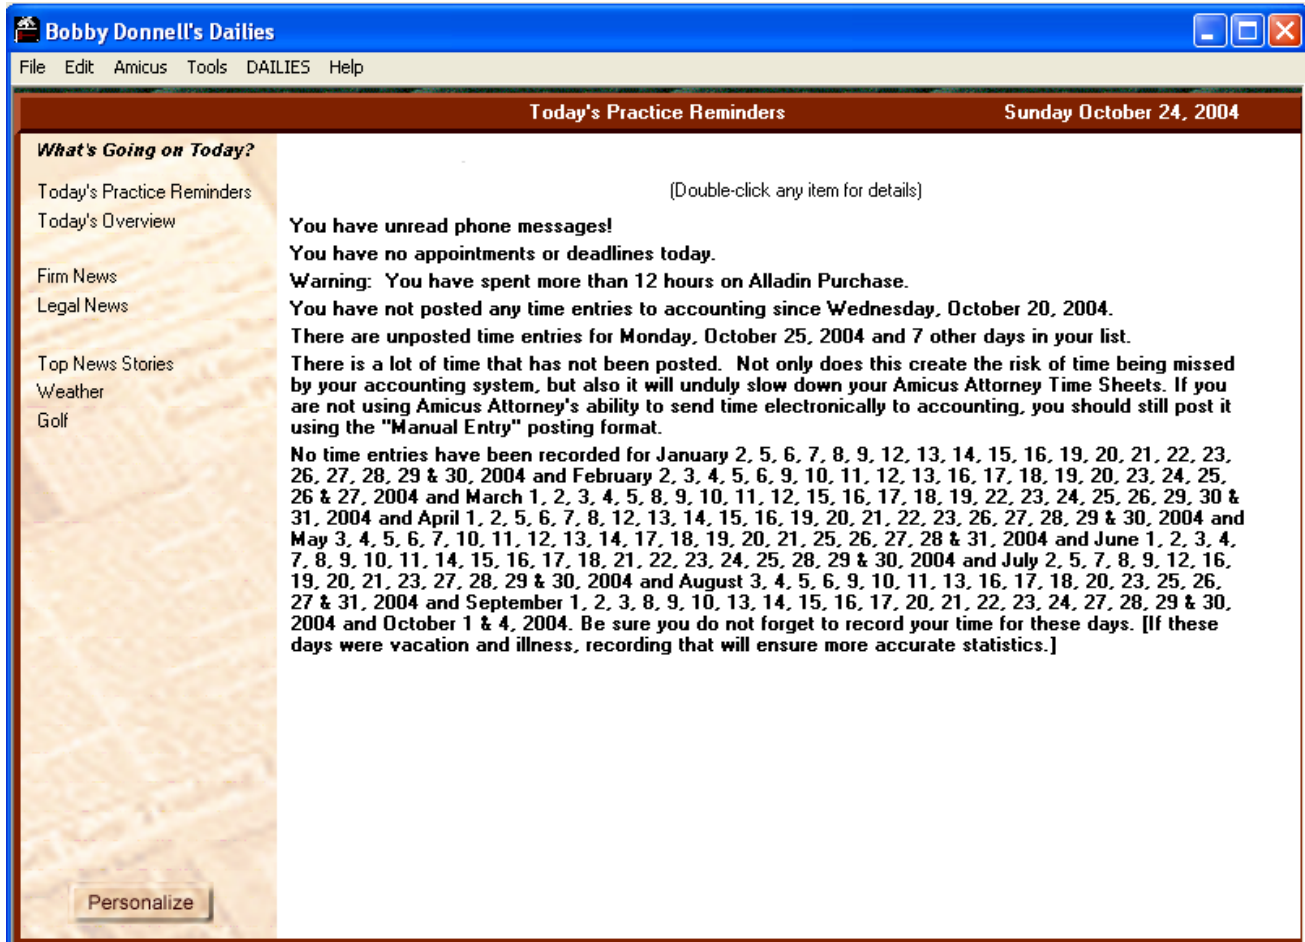 Bobby Donnell's Dailies
File Edit Amicus Tools DAILIES Help
Today's Practice Reminders Sunday October 24, 2004
What's Going on Today?
Today's Practice Reminders
Today's Overview
Firm News
Legal News
Top News Stories
Weather
Golf
Personalize
(Double-click any item for details)
You have unread phone messages!
You have no appointments or deadlines today.
Warning: You have spent more than 12 hours on Alladin Purchase.
You have not posted any time entries to accounting since Wednesday, October 20, 2004.
There are unposted time entries for Monday, October 25, 2004 and 7 other days in your list.
There is a lot of time that has not been posted. Not only does this create the risk of time being missed
by your accounting system, but also it will unduly slow down your Amicus Attorney Time Sheets. If you
are not using Amicus Attorney's ability to send time electronically to accounting, you should still post it
using the "Manual Entry" posting format.
No time entries have been recorded for January 2, 5, 6, 7, 8, 9, 12, 13, 14, 15, 16, 19, 20, 21, 22, 23,
26, 27, 28, 29 & 30, 2004 and February 2, 3, 4, 5, 6, 9, 10, 11, 12, 13, 16, 17, 18, 19, 20, 23, 24, 25,
26 & 27, 2004 and March 1, 2, 3, 4, 5, 8, 9, 10, 11, 12, 15, 16, 17, 18, 19, 22, 23, 24, 25, 26, 29, 30 &
31, 2004 and April 1, 2, 5, 6, 7, 8, 12, 13, 14, 15, 16, 19, 20, 21, 22, 23, 26, 27, 28, 29 & 30, 2004 and
May 3, 4, 5, 6, 7, 10, 11, 12, 13, 14, 17, 18, 19, 20, 21, 25, 26, 27, 28 & 31, 2004 and June 1, 2, 3, 4,
7, 8, 9, 10, 11, 14, 15, 16, 17, 18, 21, 22, 23, 24, 25, 28, 29 & 30, 2004 and July 2, 5, 7, 8, 9, 12, 16,
19, 20, 21, 23, 27, 28, 29 & 30, 2004 and August 3, 4, 5, 6, 9, 10, 11, 13, 16, 17, 18, 20, 23, 25, 26,
27 & 31, 2004 and September 1, 2, 3, 8, 9, 10, 13, 14, 15, 16, 17, 20, 21, 22, 23, 24, 27, 28, 29 & 30,
2004 and October 1 & 4, 2004. Be sure you do not forget to record your time for these days. [If these
days were vacation and illness, recording that will ensure more accurate statistics.]